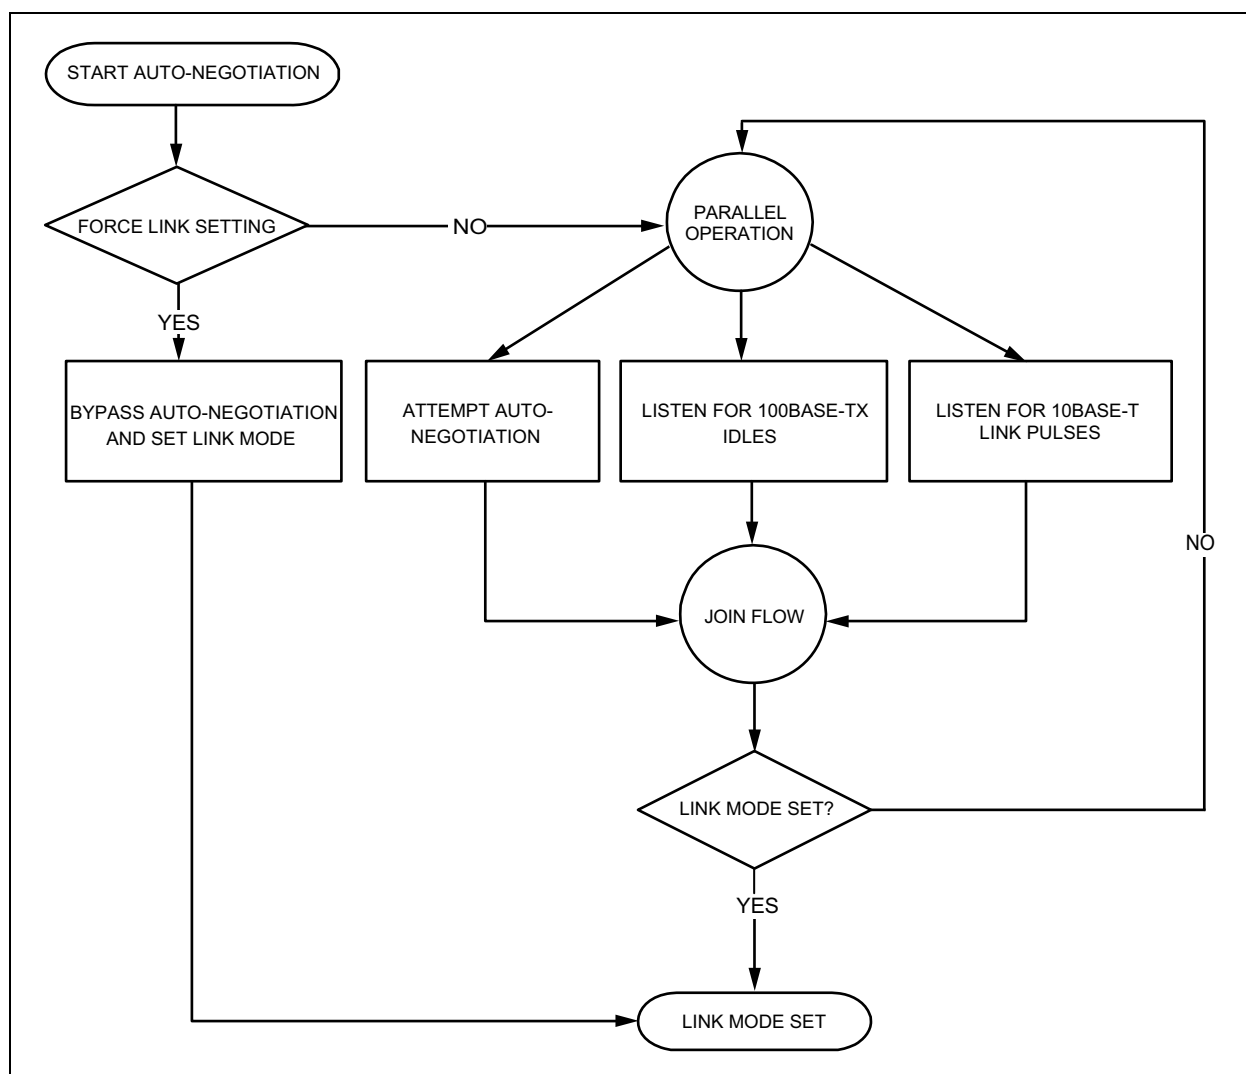 START AUTO-NEGOTIATION
FORCE LINK SETTING
NO
PARALLEL
OPERATION
YES
BYPASS AUTO-NEGOTIATION
AND SET LINK MODE
ATTEMPT AUTO-
NEGOTIATION
LISTEN FOR 100BASE-TX
IDLES
LISTEN FOR 10BASE-T
LINK PULSES
NO
JOIN FLOW
LINK MODE SET?
YES
LINK MODE SET